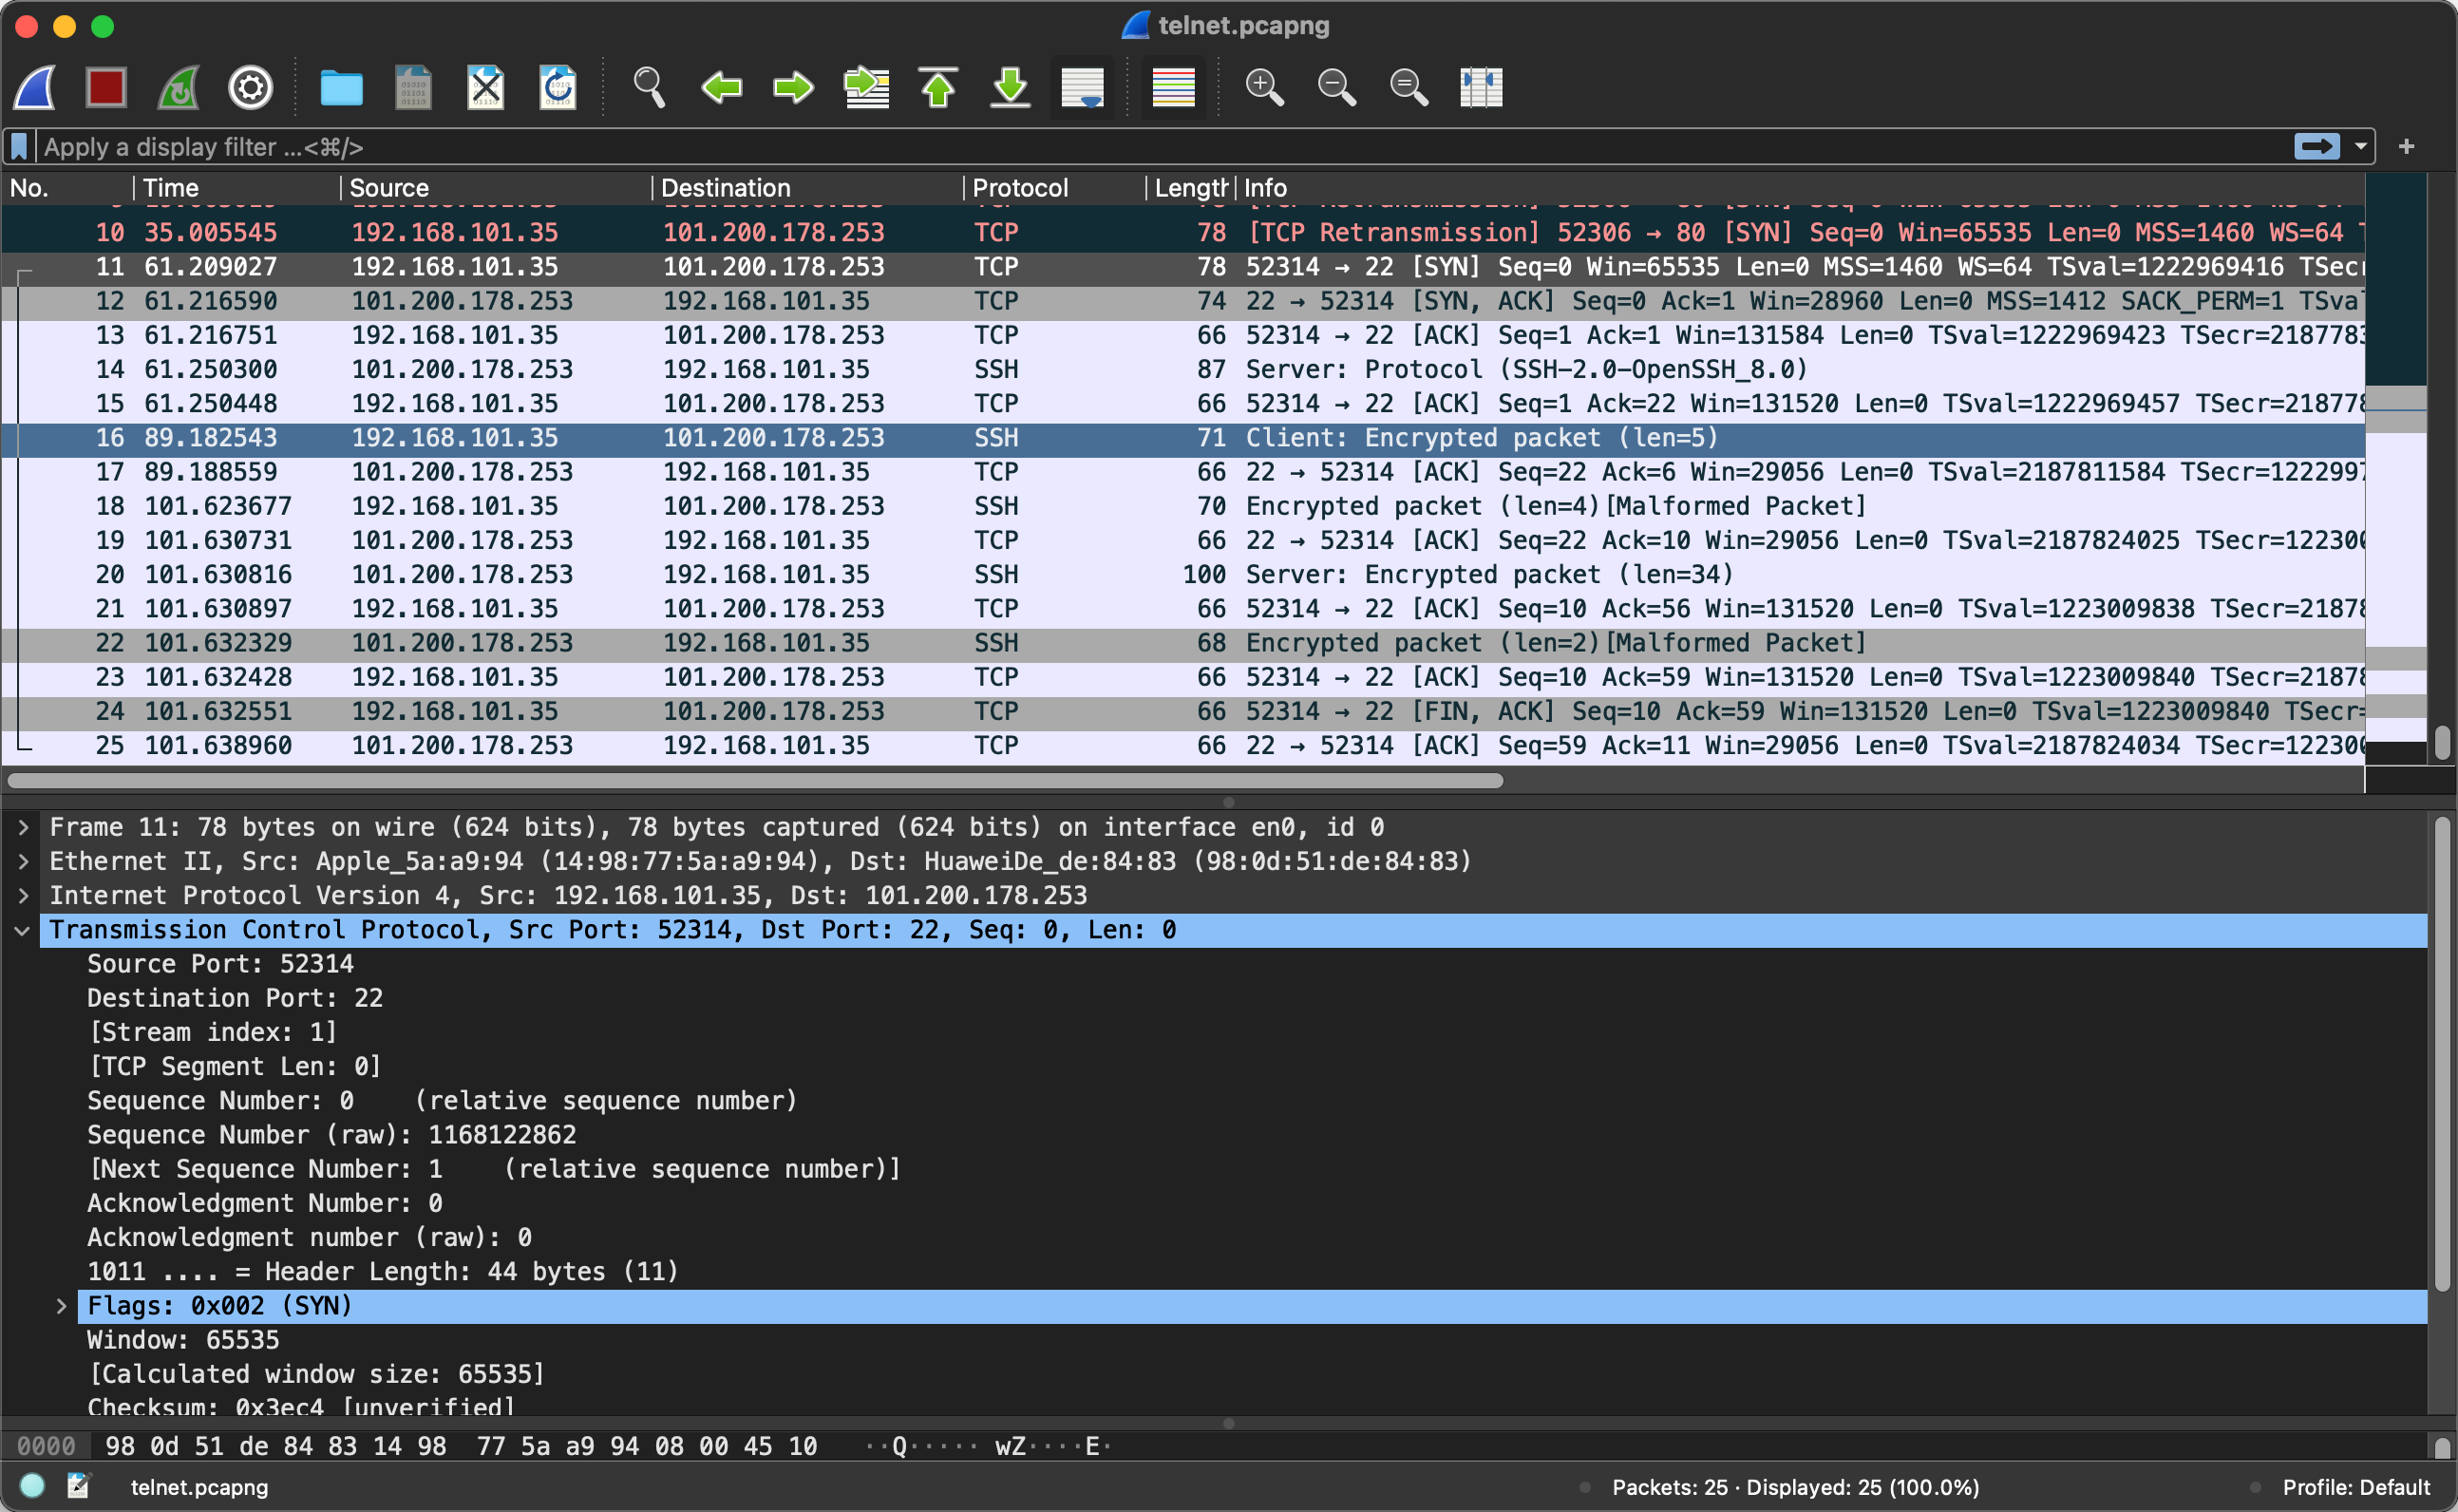 telnet.pcapng
Apply a display filter ...<⌘/>
No. Time Source Destination Protocol Length Info
10 35.005545 192.168.101.35 101.200.178.253 TCP 78 [TCP Retransmission] 52306 → 80 [SYN] Seq=0 Win=65535 Len=0 MSS=1460 WS=64
11 61.209027 192.168.101.35 101.200.178.253 TCP 78 52314 → 22 [SYN] Seq=0 Win=65535 Len=0 MSS=1460 WS=64 TSval=1222969416 TSecr
12 61.216590 101.200.178.253 192.168.101.35 TCP 74 22 → 52314 [SYN, ACK] Seq=0 Ack=1 Win=28960 Len=0 MSS=1412 SACK_PERM=1 TSval
13 61.216751 192.168.101.35 101.200.178.253 TCP 66 52314 → 22 [ACK] Seq=1 Ack=1 Win=131584 Len=0 TSval=1222969423 TSecr=2187783
14 61.250300 101.200.178.253 192.168.101.35 SSH 87 Server: Protocol (SSH-2.0-OpenSSH_8.0)
15 61.250448 192.168.101.35 101.200.178.253 TCP 66 52314 → 22 [ACK] Seq=1 Ack=22 Win=131520 Len=0 TSval=1222969457 TSecr=218778
16 89.182543 192.168.101.35 101.200.178.253 SSH 71 Client: Encrypted packet (len=5)
17 89.188559 101.200.178.253 192.168.101.35 TCP 66 22 → 52314 [ACK] Seq=22 Ack=6 Win=29056 Len=0 TSval=2187811584 TSecr=1222997
18 101.623677 192.168.101.35 101.200.178.253 SSH 70 Encrypted packet (len=4)[Malformed Packet]
19 101.630731 101.200.178.253 192.168.101.35 TCP 66 22 → 52314 [ACK] Seq=22 Ack=10 Win=29056 Len=0 TSval=2187824025 TSecr=122300
20 101.630816 101.200.178.253 192.168.101.35 SSH 100 Server: Encrypted packet (len=34)
21 101.630897 192.168.101.35 101.200.178.253 TCP 66 52314 → 22 [ACK] Seq=10 Ack=56 Win=131520 Len=0 TSval=1223009838 TSecr=21878
22 101.632329 101.200.178.253 192.168.101.35 SSH 68 Encrypted packet (len=2)[Malformed Packet]
23 101.632428 192.168.101.35 101.200.178.253 TCP 66 52314 → 22 [ACK] Seq=10 Ack=59 Win=131520 Len=0 TSval=1223009840 TSecr=21878
24 101.632551 192.168.101.35 101.200.178.253 TCP 66 52314 → 22 [FIN, ACK] Seq=10 Ack=59 Win=131520 Len=0 TSval=1223009840 TSecr=
25 101.638960 101.200.178.253 192.168.101.35 TCP 66 22 → 52314 [ACK] Seq=59 Ack=11 Win=29056 Len=0 TSval=2187824034 TSecr=122300
Frame 11: 78 bytes on wire (624 bits), 78 bytes captured (624 bits) on interface en0, id 0
Ethernet II, Src: Apple_5a:a9:94 (14:98:77:5a:a9:94), Dst: HuaweiDe_de:84:83 (98:0d:51:de:84:83)
Internet Protocol Version 4, Src: 192.168.101.35, Dst: 101.200.178.253
Transmission Control Protocol, Src Port: 52314, Dst Port: 22, Seq: 0, Len: 0
Source Port: 52314
Destination Port: 22
[Stream index: 1]
[TCP Segment Len: 0]
Sequence Number: 0 (relative sequence number)
Sequence Number (raw): 1168122862
[Next Sequence Number: 1 (relative sequence number)]
Acknowledgment Number: 0
Acknowledgment number (raw): 0
1011 .... = Header Length: 44 bytes (11)
Flags: 0x002 (SYN)
Window: 65535
[Calculated window size: 65535]
Checksum: 0x3ec4 [unverified]
0000 98 0d 51 de 84 83 14 98 77 5a a9 94 08 00 45 10 ··Q····· wZ····E·
telnet.pcapng Packets: 25 · Displayed: 25 (100.0%) Profile: Default